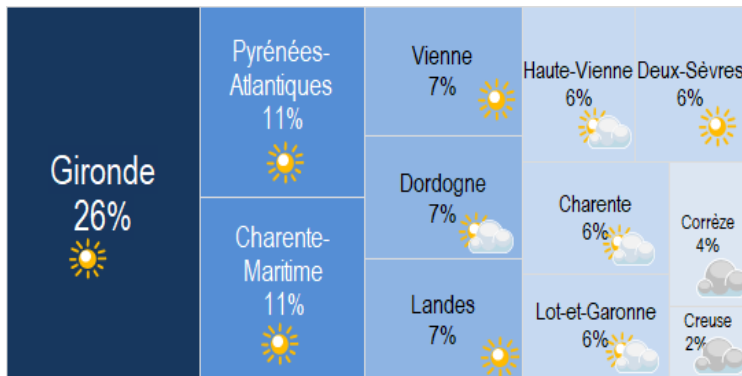 Gironde
26%
Pyrénées-
Atlantiques
11%
Charente-
Maritime
11%
Vienne
7%
Dordogne
7%
Landes
7%
Haute-Vienne
6%
Deux-Sèvres
6%
Charente
6%
Lot-et-Garonne
6%
Corrèze
4%
Creuse
2%